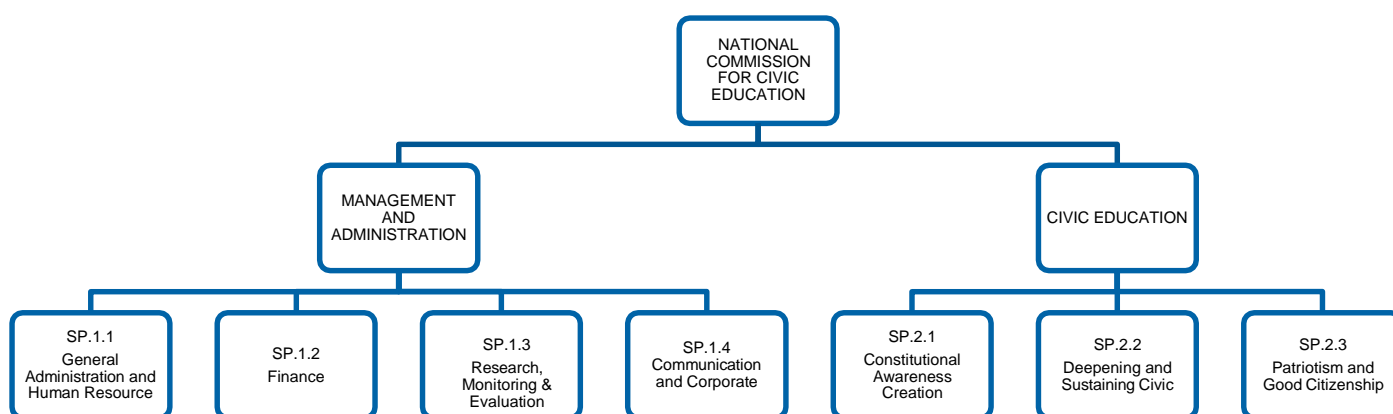 NATIONAL
COMMISSION
FOR CIVIC
EDUCATION
MANAGEMENT
AND
ADMINISTRATION
CIVIC EDUCATION
SP.1.1
General
Administration and
Human Resource
SP.1.2
Finance
SP.1.3
Research,
Monitoring &
Evaluation
SP.1.4
Communication
and Corporate
SP.2.1
Constitutional
Awareness
Creation
SP.2.2
Deepening and
Sustaining Civic
SP.2.3
Patriotism and
Good Citizenship